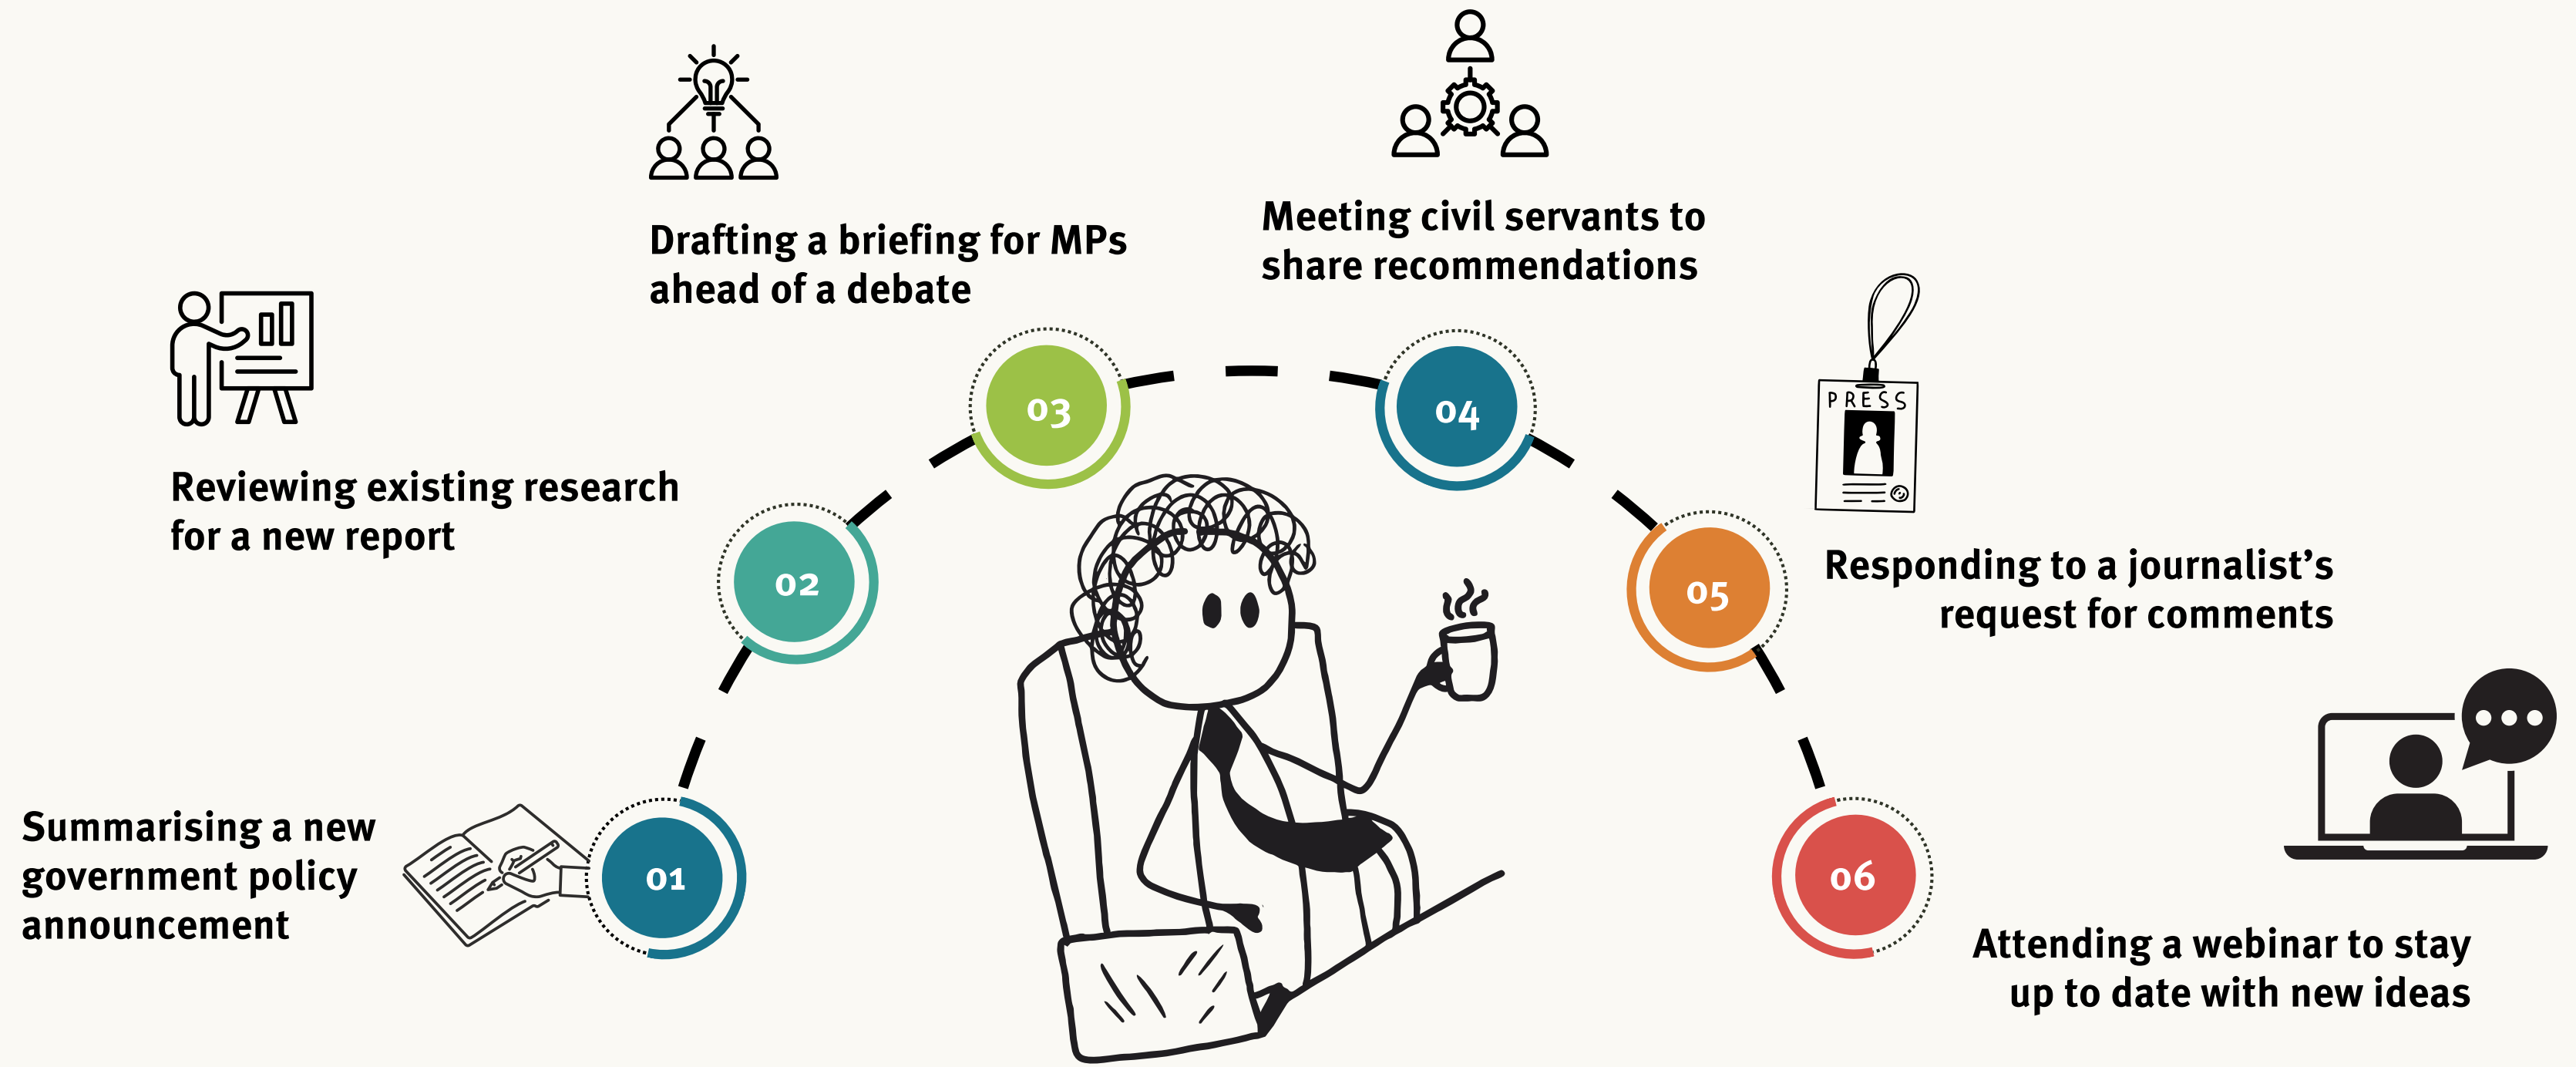 Summarising a new
government policy
announcement
01
Reviewing existing research
for a new report
02
Drafting a briefing for MPs
ahead of a debate
03
Meeting civil servants to
share recommendations
04
PRESS
Responding to a journalist’s
request for comments
05
Attending a webinar to stay
up to date with new ideas
06